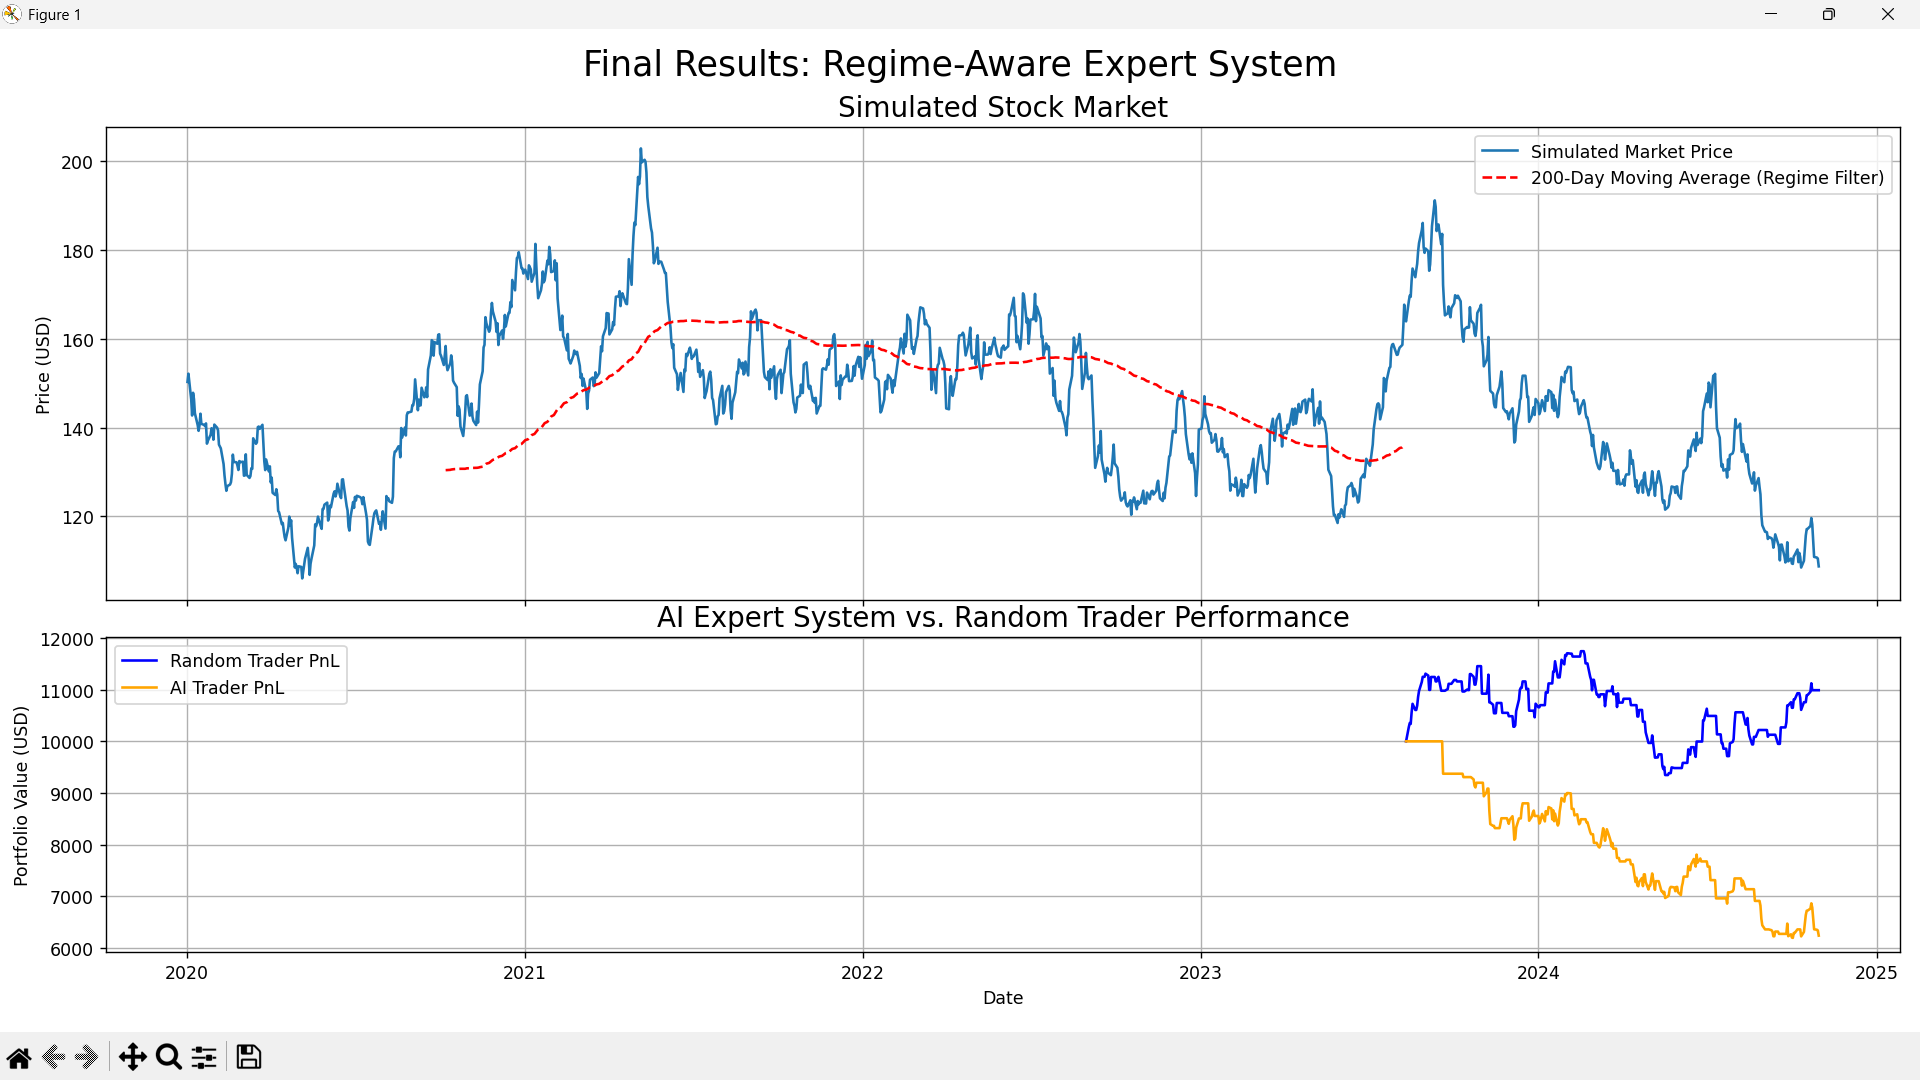 Figure 1
Final Results: Regime-Aware Expert System
Simulated Stock Market
200
180
160
140
120
Price (USD)
Simulated Market Price
200-Day Moving Average (Regime Filter)
AI Expert System vs. Random Trader Performance
12000
11000
10000
9000
8000
7000
6000
Portfolio Value (USD)
Random Trader PnL
AI Trader PnL
2020
2021
2022
2023
2024
2025
Date